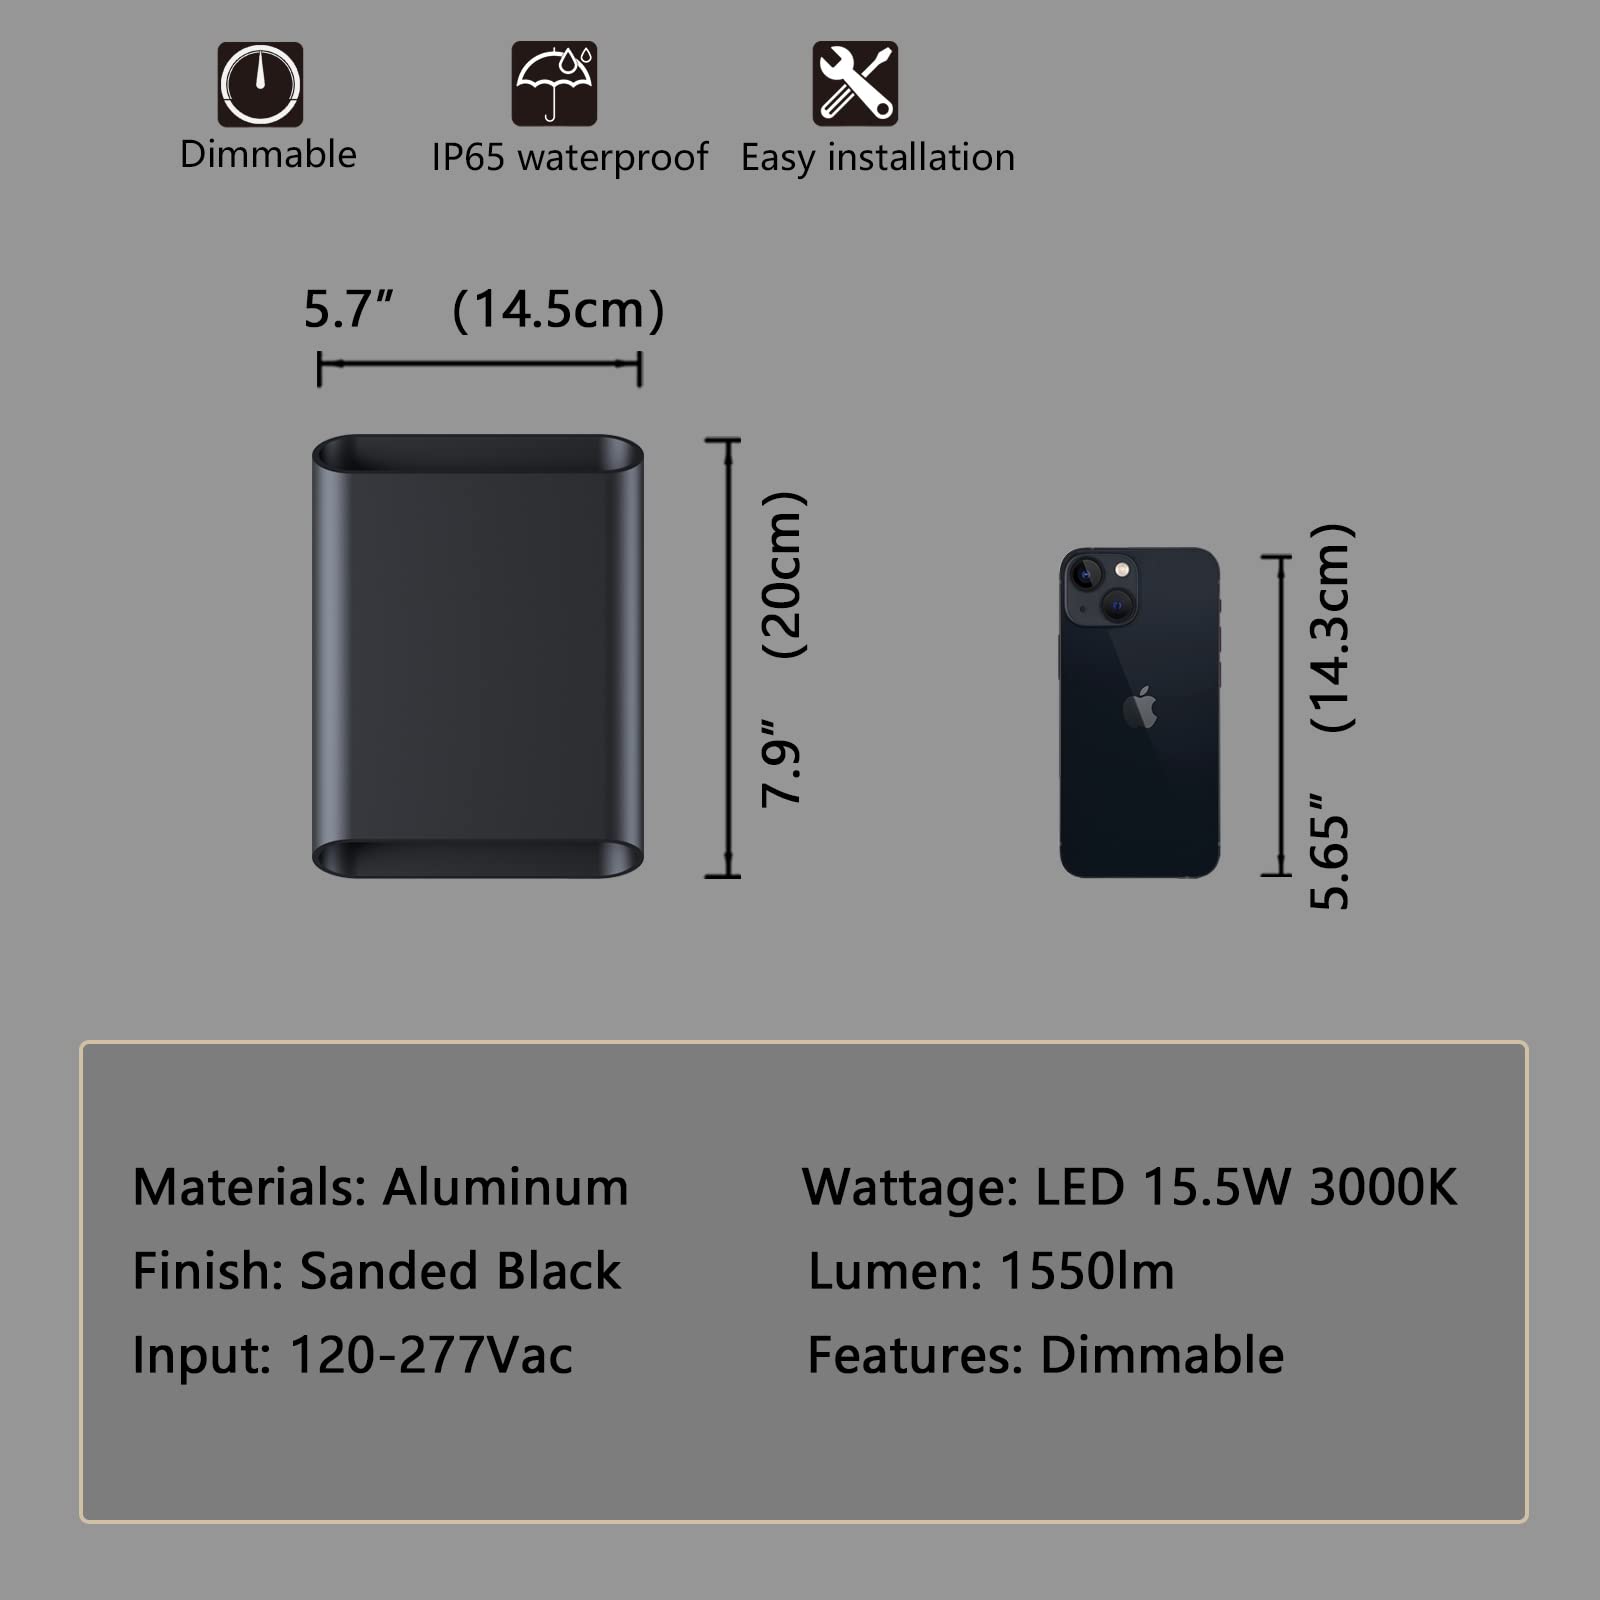 Dimmable
IP65 waterproof
Easy installation
5.7” (14.5cm)
7.9” (20cm)
5.65” (14.3cm)
Materials: Aluminum
Wattage: LED 15.5W 3000K
Finish: Sanded Black
Lumen: 1550lm
Input: 120-277Vac
Features: Dimmable